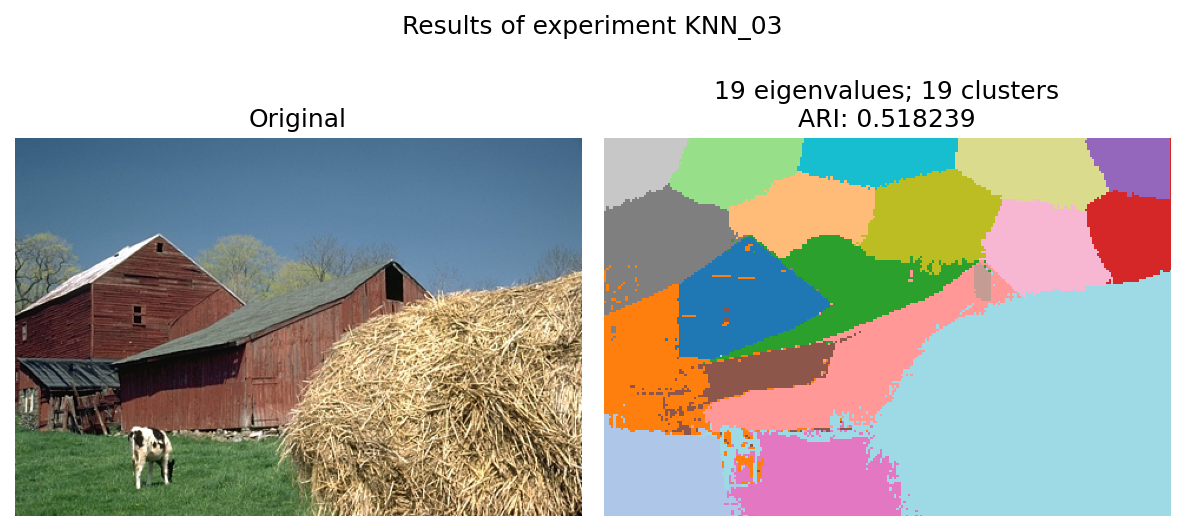 Results of experiment KNN_03
Original
19 eigenvalues; 19 clusters
ARI: 0.518239